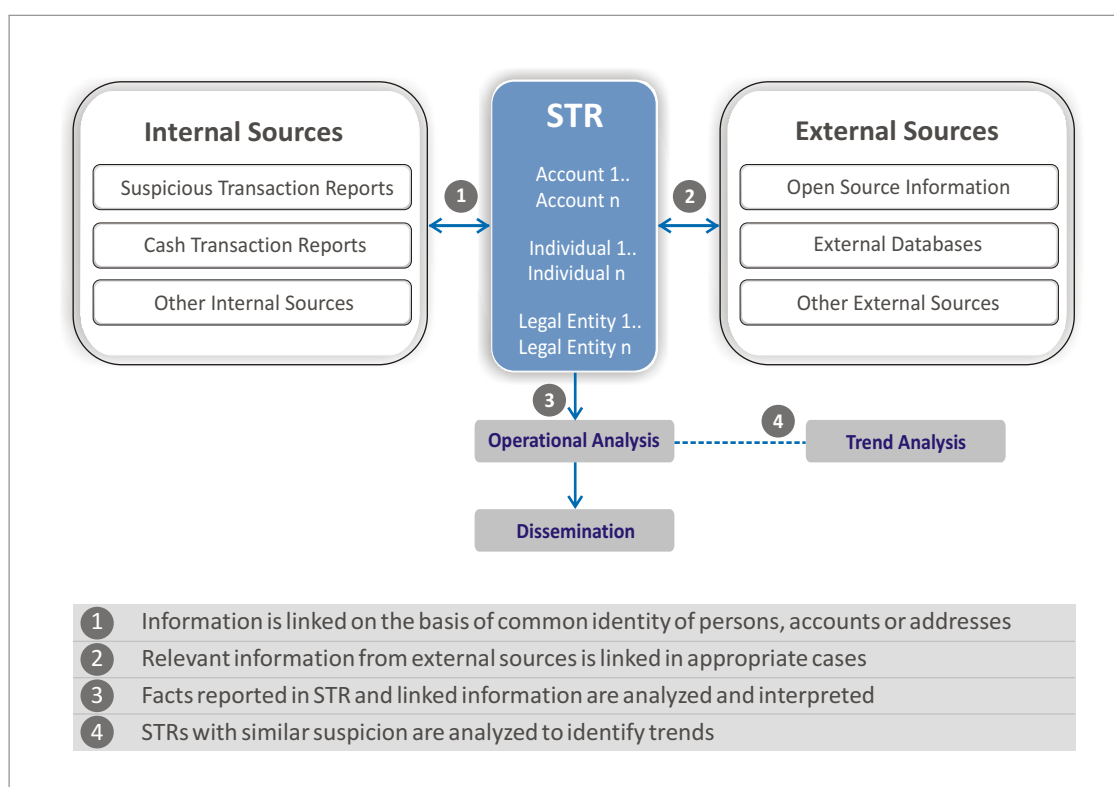 Internal Sources
Suspicious Transaction Reports
Cash Transaction Reports
Other Internal Sources
1
STR
Account 1..
Account n
Individual 1..
Individual n
Legal Entity 1..
Legal Entity n
2
External Sources
Open Source Information
External Databases
Other External Sources
3
Operational Analysis
4
Trend Analysis
Dissemination
1 Information is linked on the basis of common identity of persons, accounts or addresses
2 Relevant information from external sources is linked in appropriate cases
3 Facts reported in STR and linked information are analyzed and interpreted
4 STRs with similar suspicion are analyzed to identify trends